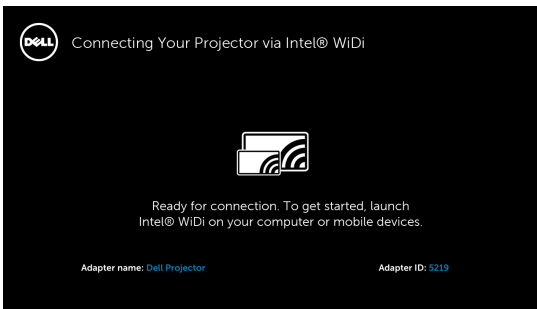 DELL
Connecting Your Projector via Intel® WiDi
Ready for connection. To get started, launch
Intel® WiDi on your computer or mobile devices.
Adapter name: Dell Projector
Adapter ID: 5219